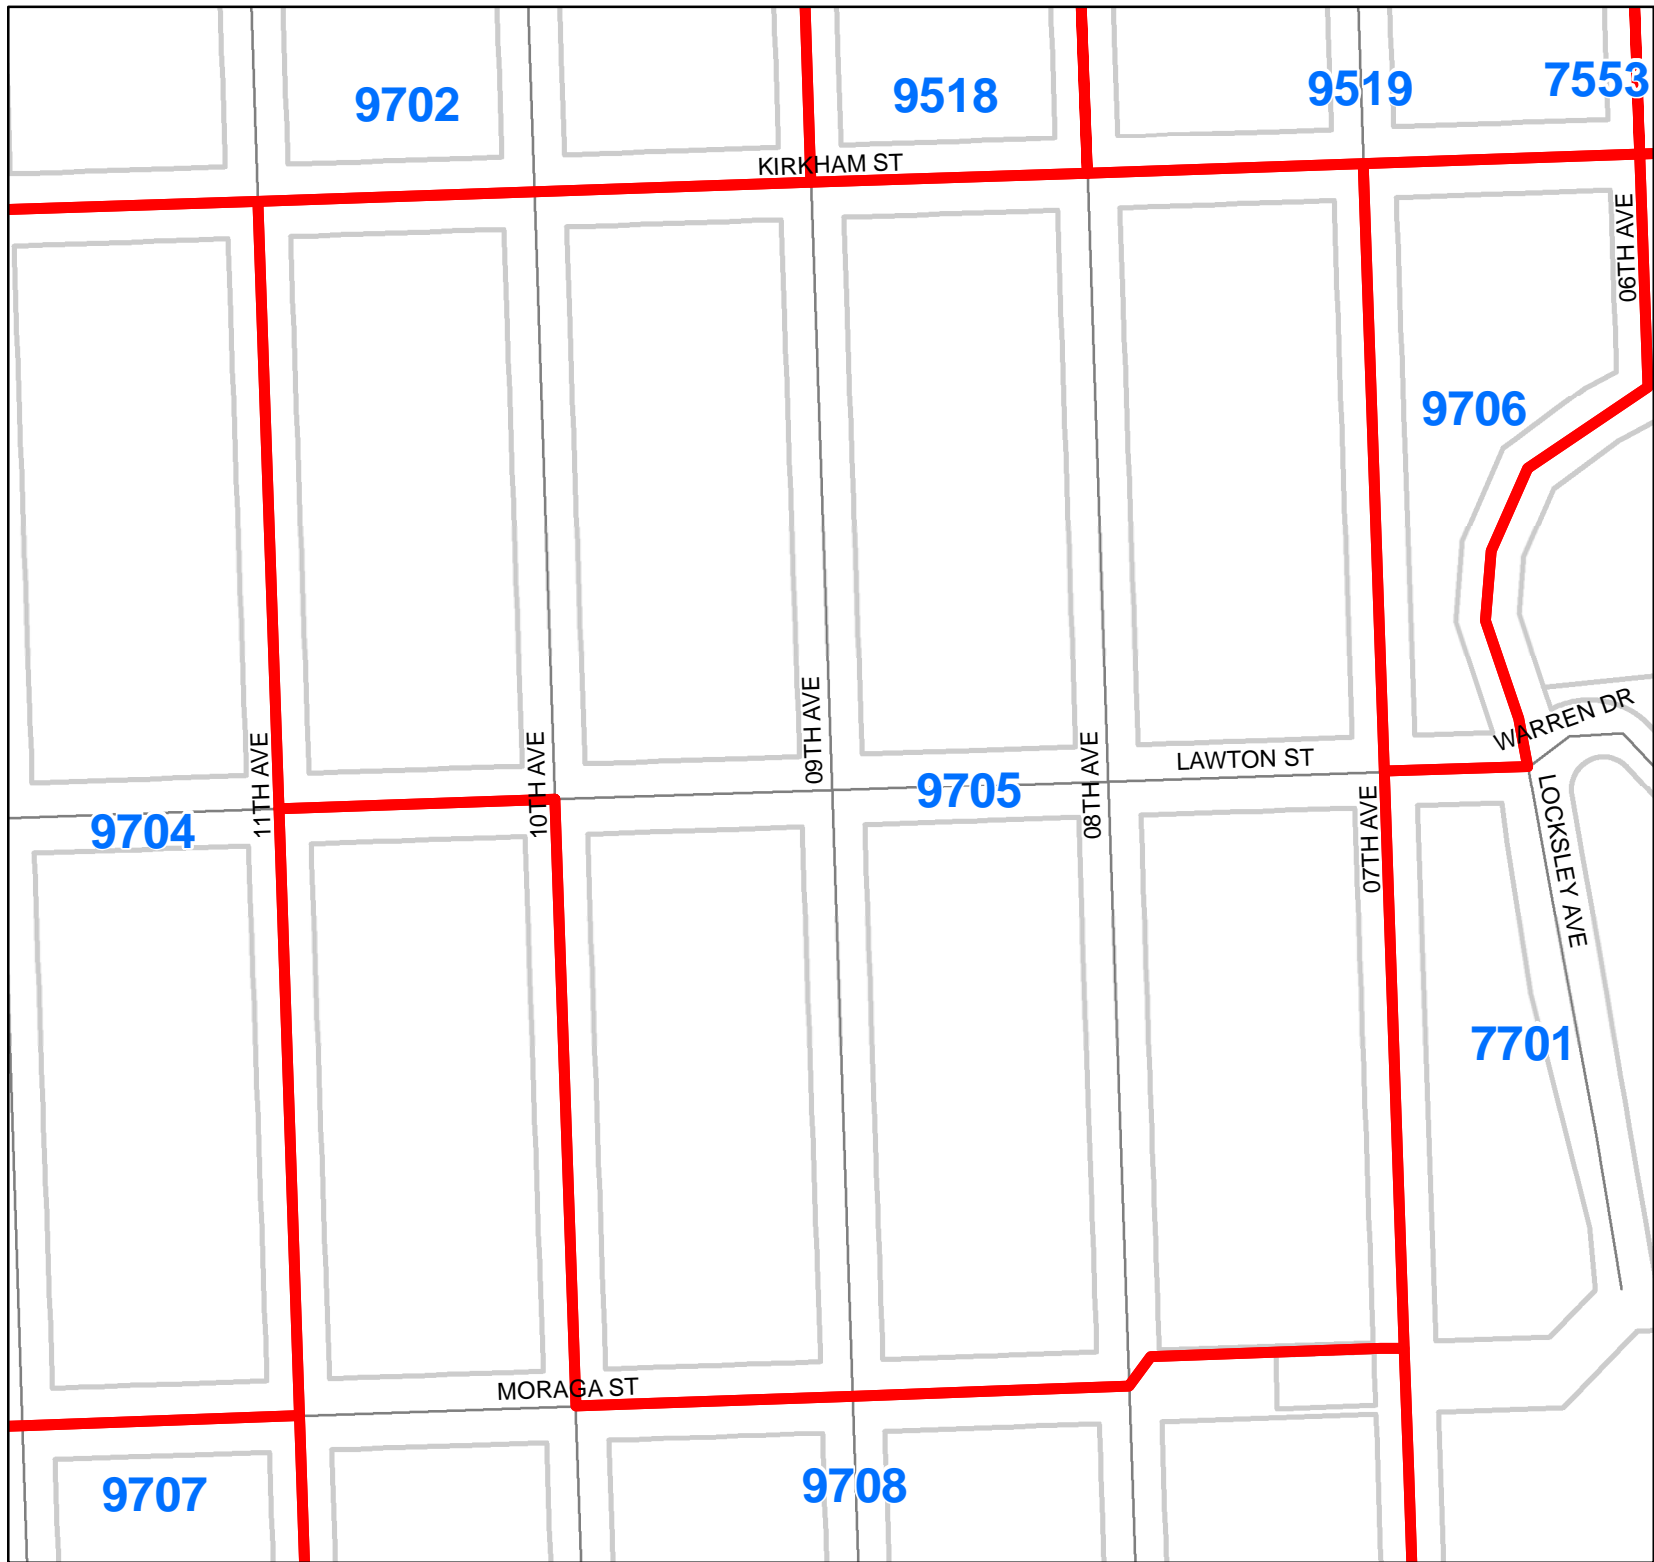 9702
9518
9519
7553
KIRKHAM ST
06TH AVE
9706
09TH AVE
WARREN DR
11TH AVE
10TH AVE
08TH AVE
LAWTON ST
9705
07TH AVE
LOCKSLEY AVE
9704
7701
MORAGA ST
9707
9708